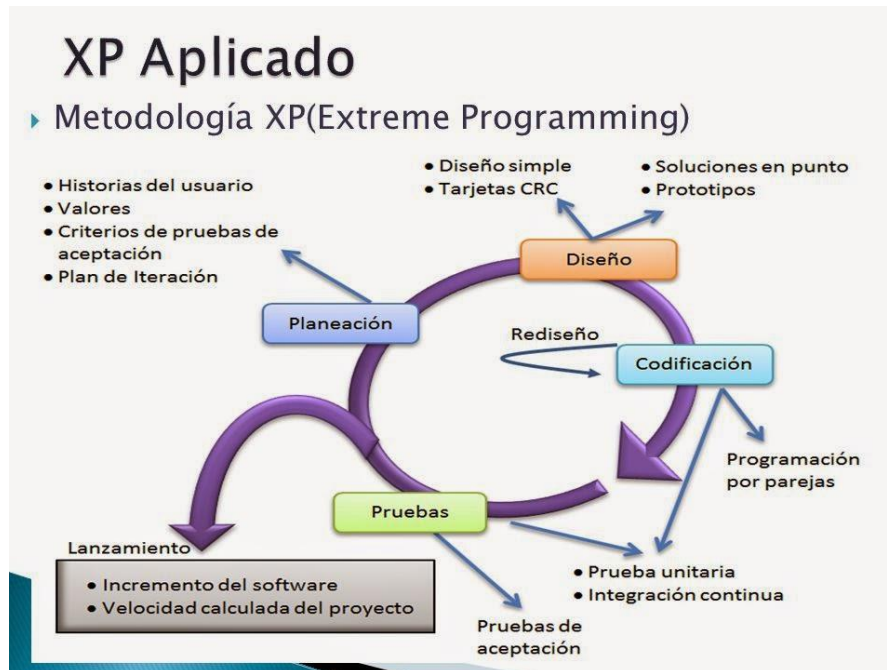 XP Aplicado
Metodología XP(Extreme Programming)
• Historias del usuario
• Valores
• Criterios de pruebas de
aceptación
• Plan de Iteración
• Diseño simple
• Tarjetas CRC
• Soluciones en punto
• Prototipos
Diseño
Planeación
Rediseño
Codificación
Programación
por parejas
Pruebas
Lanzamiento
• Incremento del software
• Velocidad calculada del proyecto
• Prueba unitaria
• Integración continua
Pruebas de
aceptación